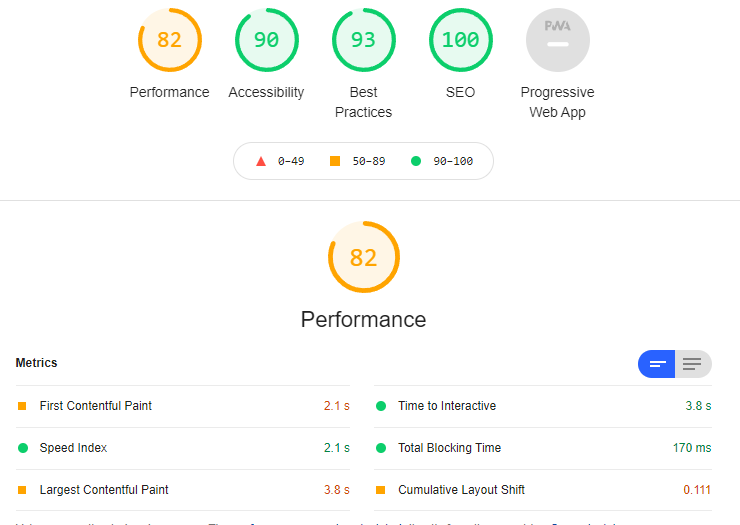 82 90 93 100 PWA
Performance Accessibility Best Practices SEO Progressive Web App
0–49 50–89 90–100
82
Performance
Metrics
First Contentful Paint 2.1 s
Time to Interactive 3.8 s
Speed Index 2.1 s
Total Blocking Time 170 ms
Largest Contentful Paint 3.8 s
Cumulative Layout Shift 0.111